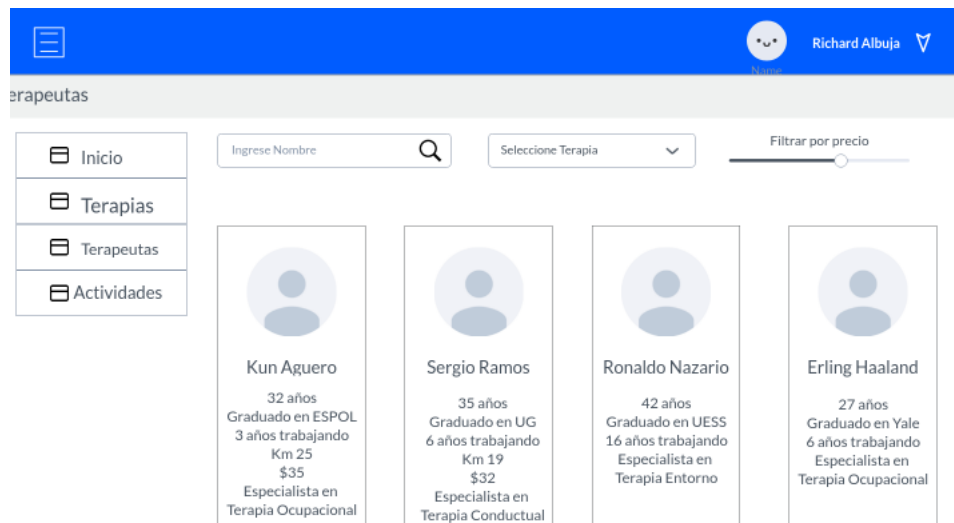 Richard Albuja
Name
erapeutas
Inicio
Terapias
Terapeutas
Actividades
Ingrese Nombre
Seleccione Terapia
Filtrar por precio
Kun Aguero
32 años
Graduado en ESPOL
3 años trabajando
Km 25
$35
Especialista en
Terapia Ocupacional
Sergio Ramos
35 años
Graduado en UG
6 años trabajando
Km 19
$32
Especialista en
Terapia Conductual
Ronaldo Nazario
42 años
Graduado en UESS
16 años trabajando
Especialista en
Terapia Entorno
Erling Haaland
27 años
Graduado en Yale
6 años trabajando
Especialista en
Terapia Ocupacional